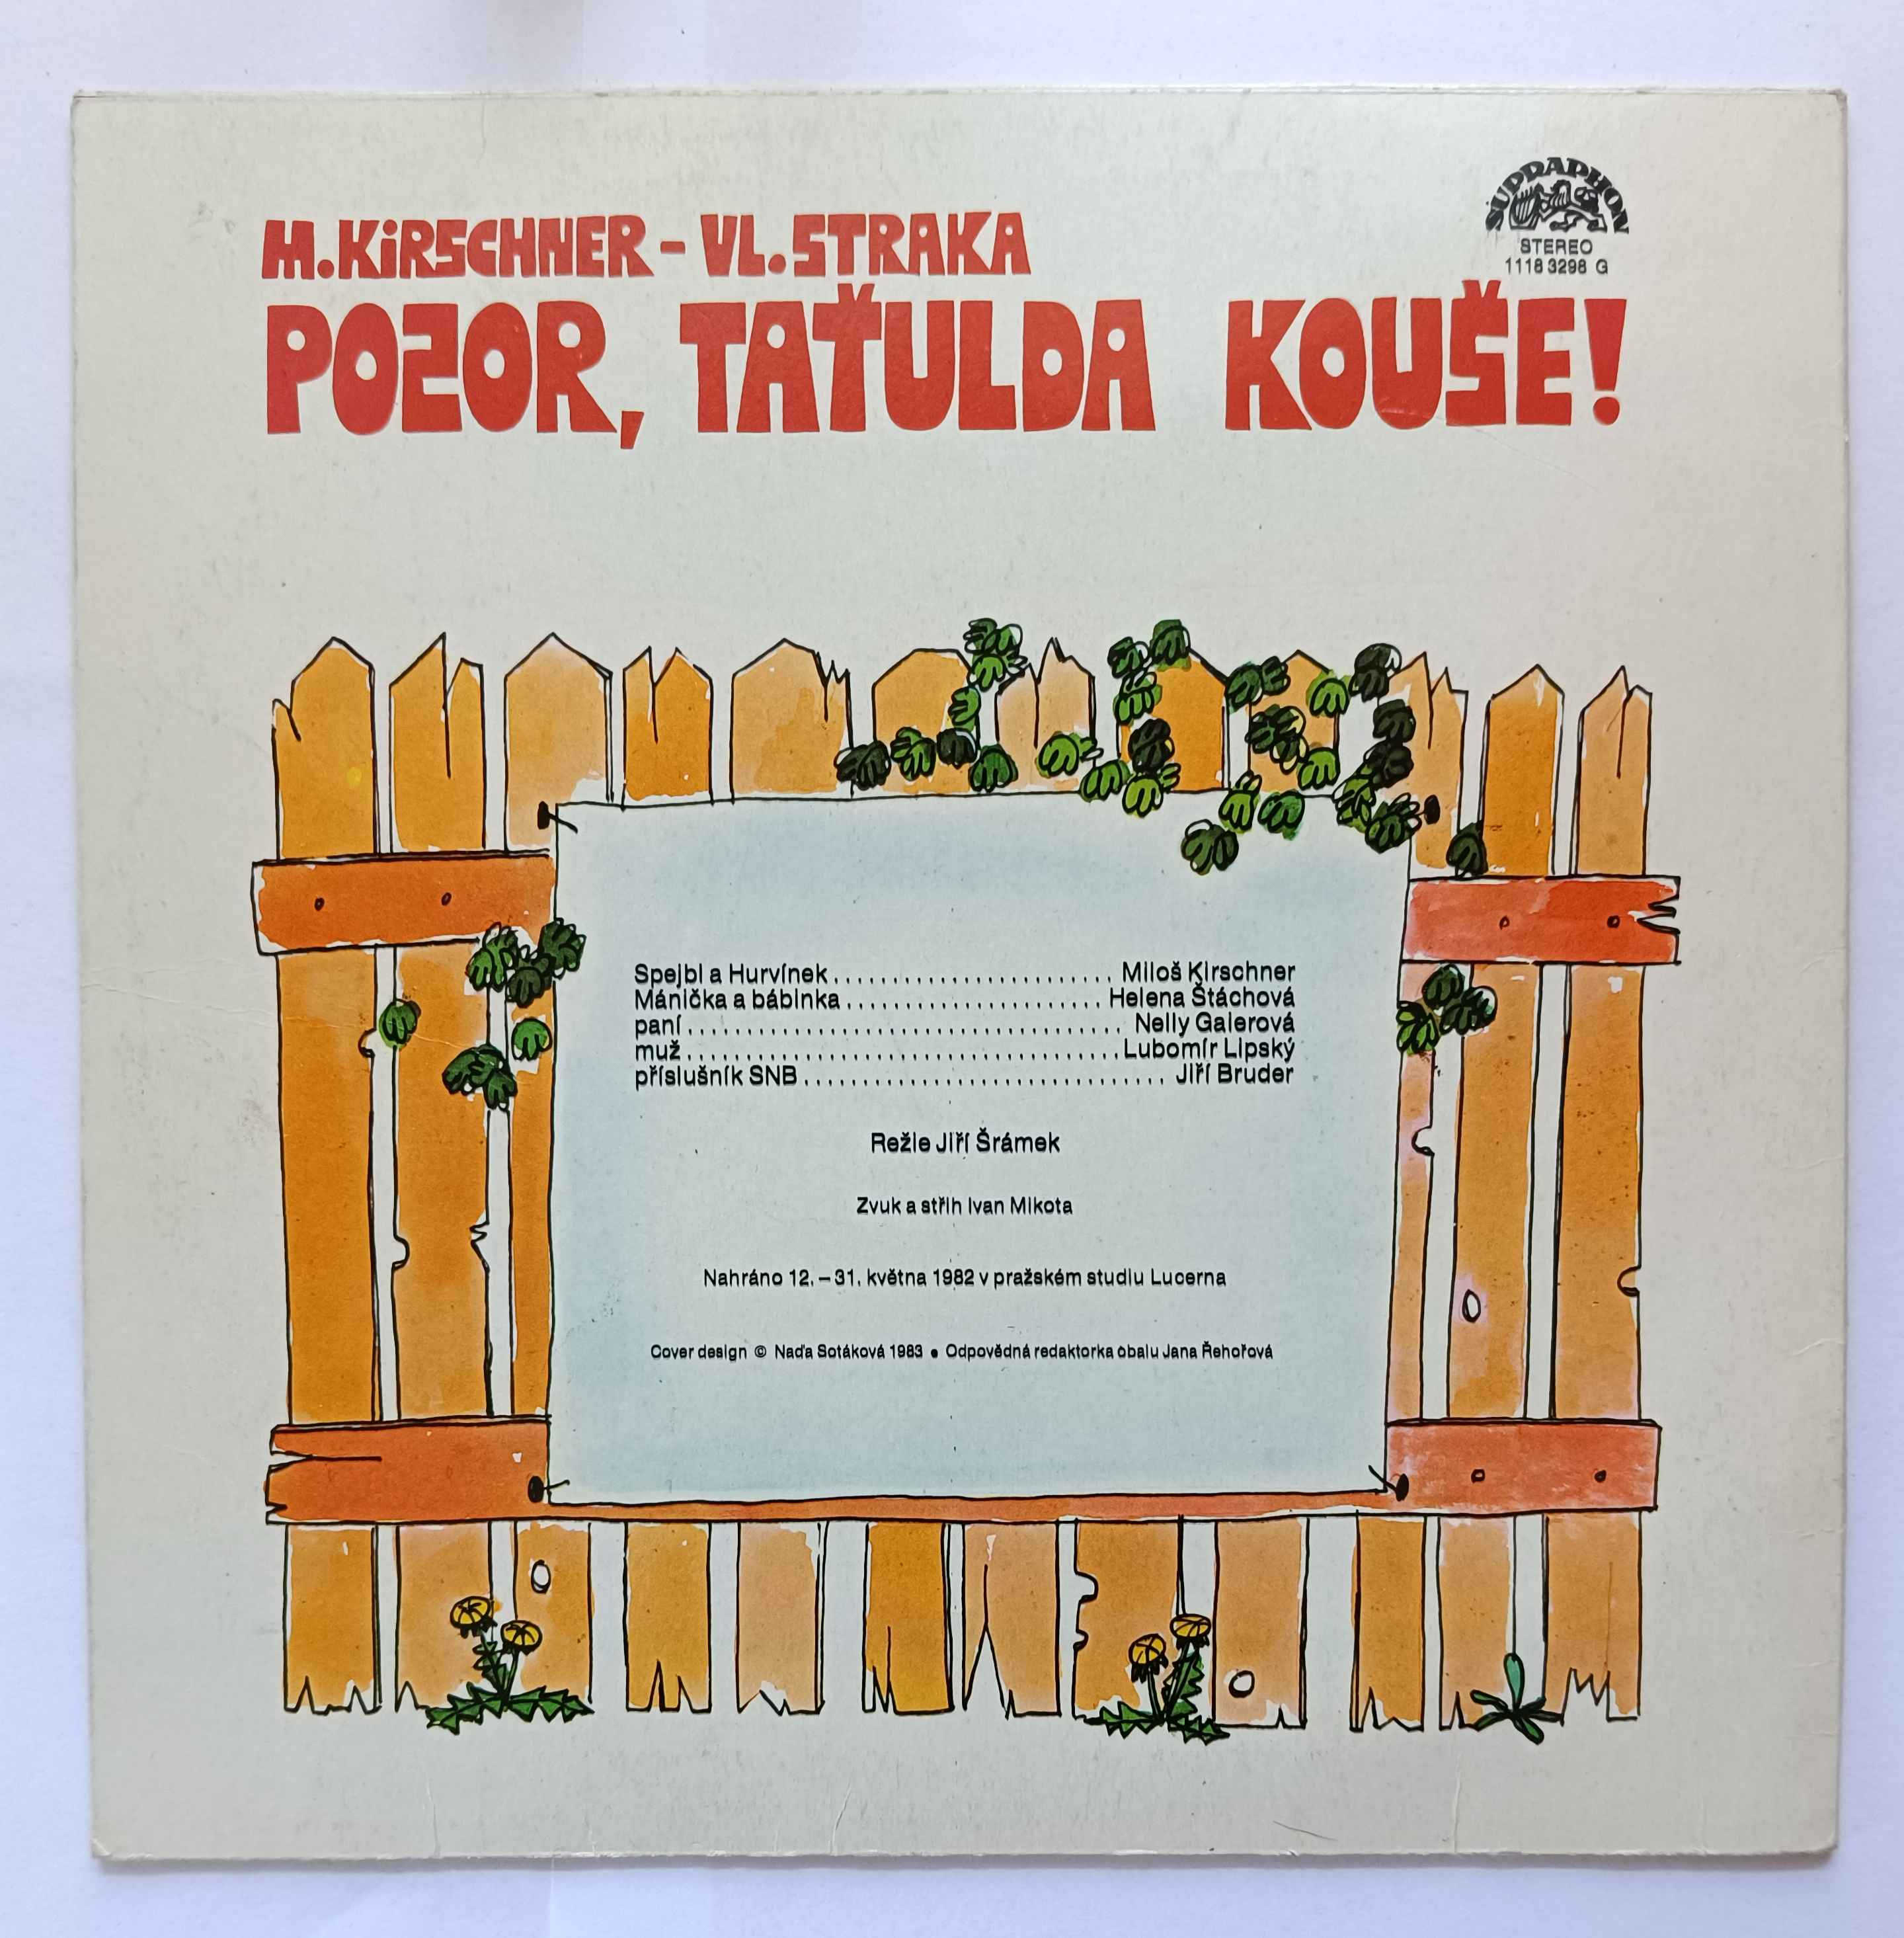 SUPRAPHON
STEREO
1118 3298 G
M. KIRSCHNER – VL. STRAKA
POZOR, TAŤULDA KOUŠE!
Spejbl a Hurvínek........................ Miloš Kirschner
Mánička a bábinka...................... Helena Štáchová
paní..................................... Nelly Gaierová
muž.....................................Lubomír Lipský
příslušník SNB............................... Jiří Bruder
Režie Jiří Šrámek
Zvuk a střih Ivan Mikota
Nahráno 12. – 31. května 1982 v pražském studiu Lucerna
Cover design © Naďa Sotáková 1983 ● Odpovědná redaktorka obalu Jana Řehořová